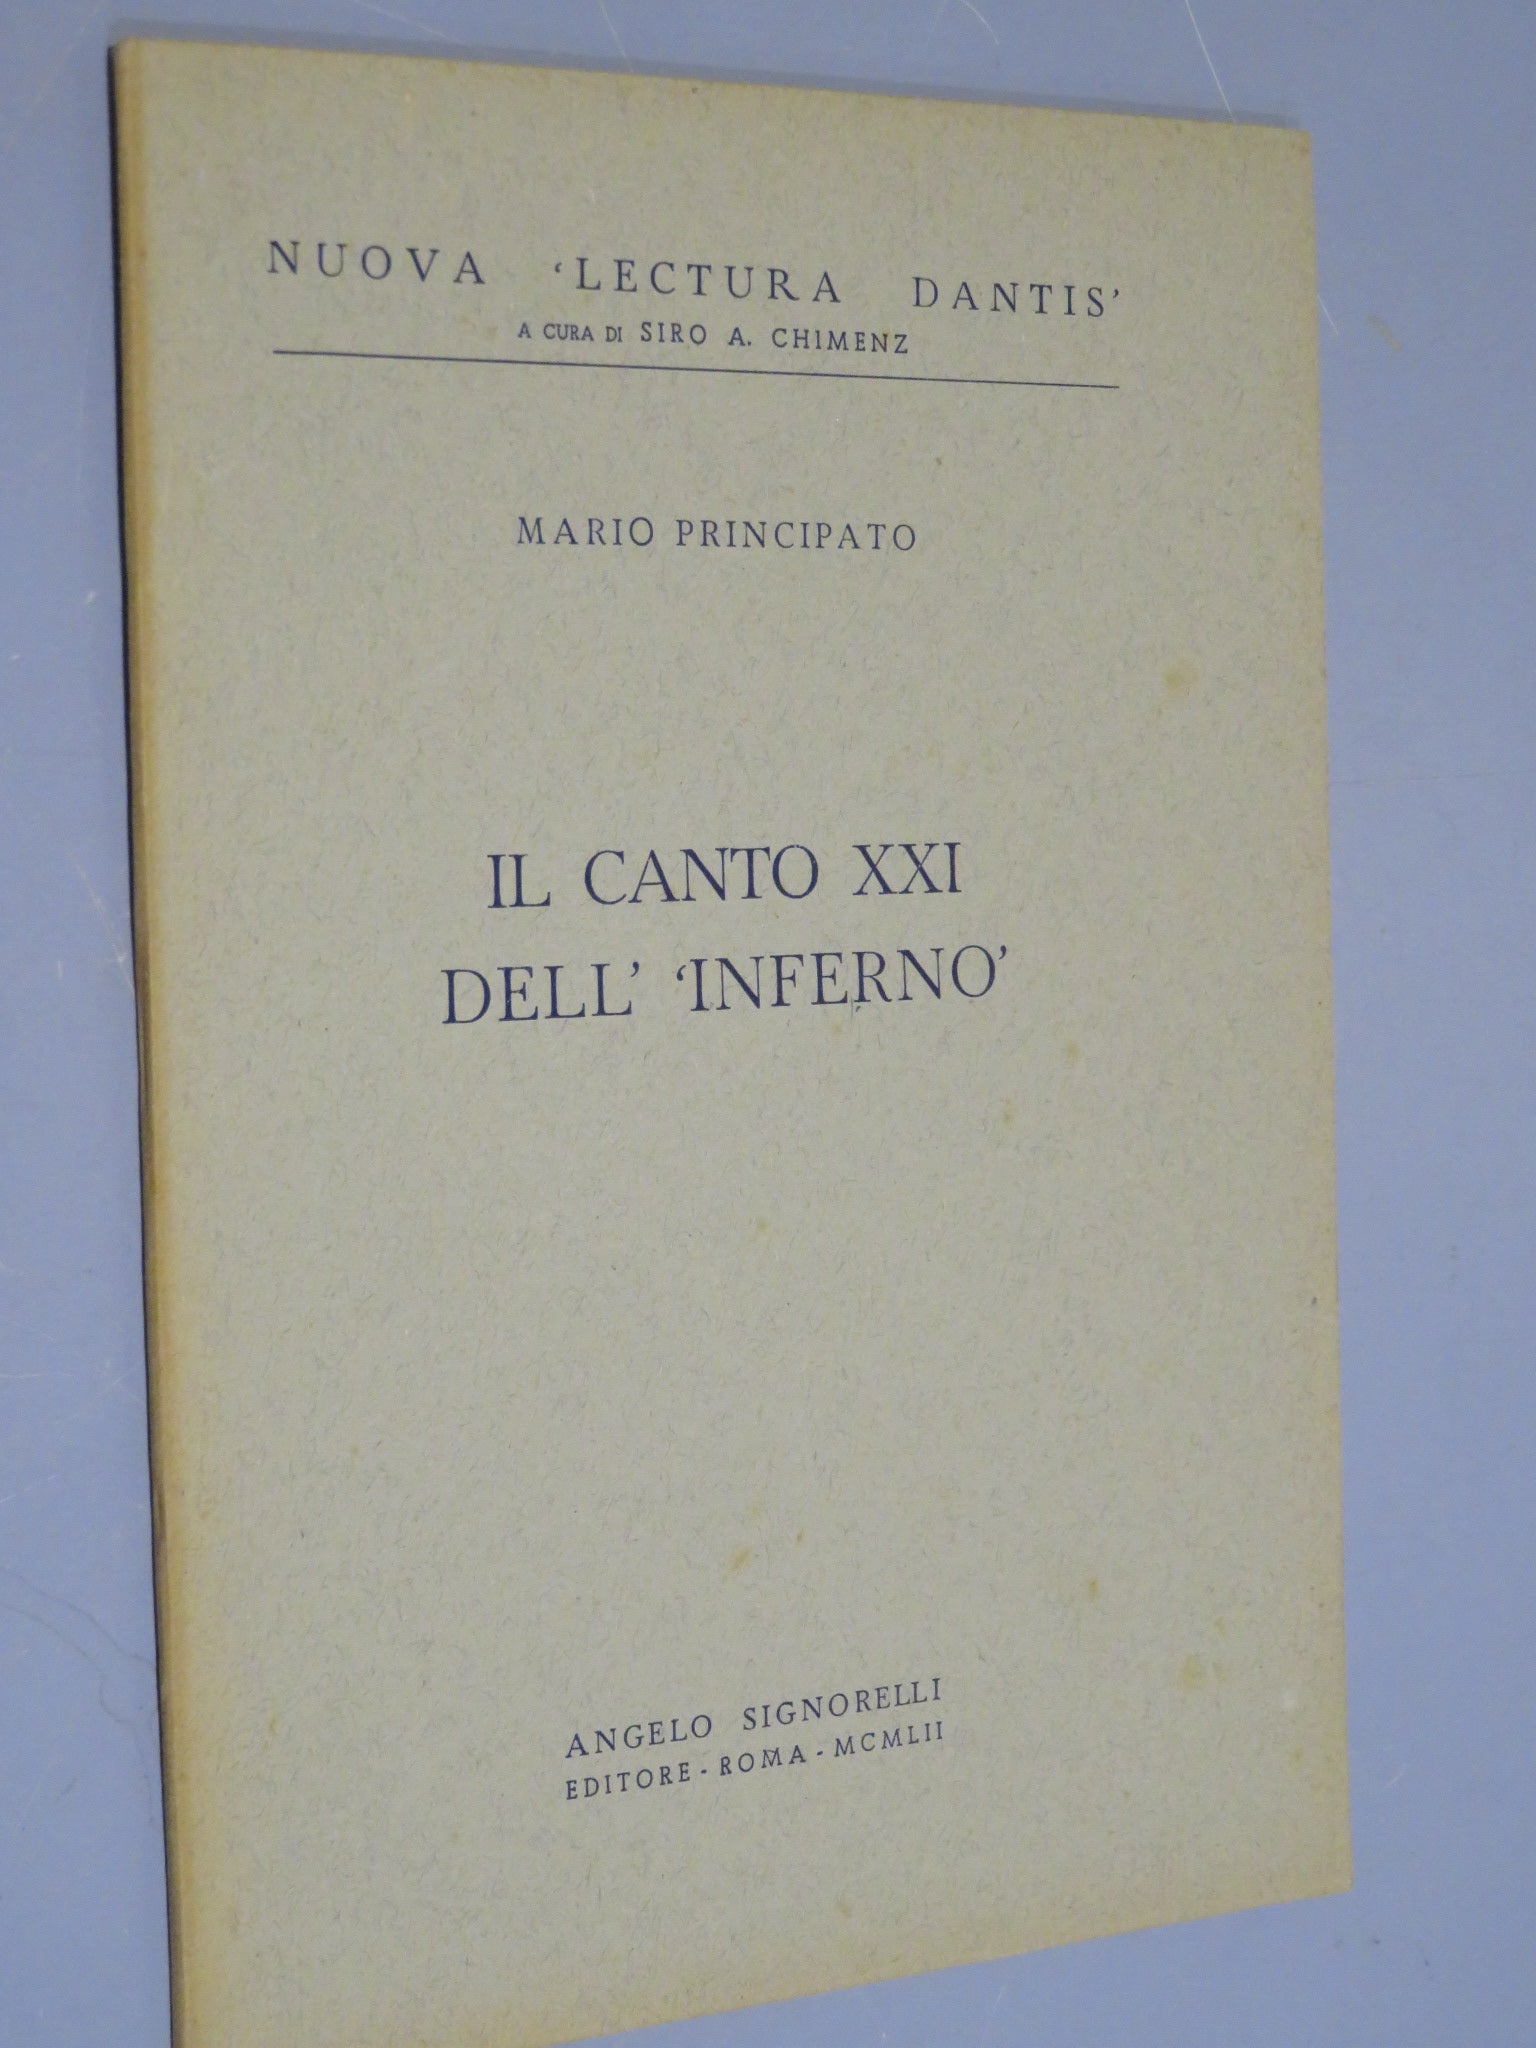 NUOVA ‘LECTURA DANTIS’
A CURA DI SIRO A. CHIMENZ
MARIO PRINCIPATO
IL CANTO XXI
DELL’ ‘INFERNO’
ANGELO SIGNORELLI
EDITORE - ROMA - MCMLII